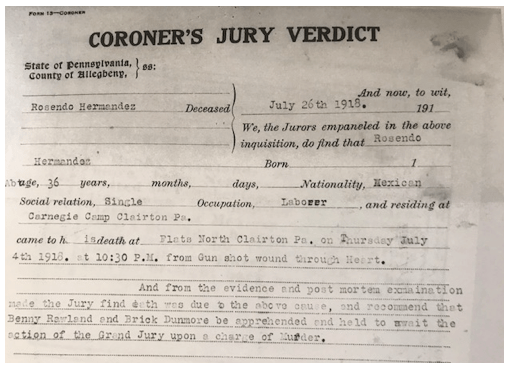 FORM 13—CORONER
CORONER'S JURY VERDICT
State of Pennsylvania,
County of Allegheny, } ss:
And now, to wit,
Rosendo Hernandez Deceased July 26th 1918. 191
We, the Jurors empaneled in the above
inquisition, do find that Rosendo
Hernandez Born 1
Abtage, 36 years, months, days, Nationality, Mexican
Social relation, Single Occupation, Laborer , and residing at
Carnegie Camp Clairton Pa.
came to h is death at Flats North Clairton Pa. on Thursday July
4th 1918. at 10:30 P.M. from Gun shot wound through Heart.
And from the evidence and post mortem exmaination
made the Jury find death was due to the above cause, and recommend that
Benny Rawland and Brick Dunmore be apprehended and held to await the
action of the Grand Jury upon a charge of Murder.